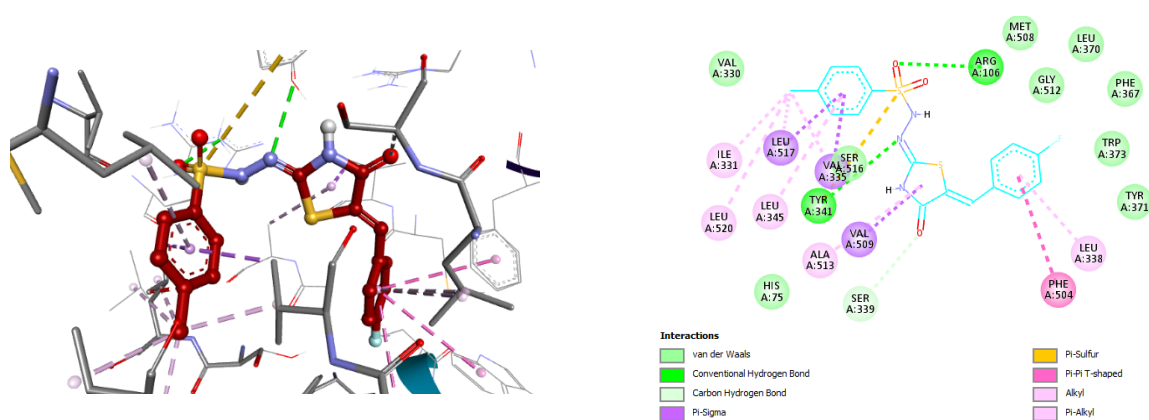 MET
A:508
LEU
A:370
VAL
A:330
ARG
A:106
GLY
A:512
PHE
A:367
O
O
S
N
H
N
TRP
A:373
ILE
A:331
LEU
A:517
SER
A:516
VAL
A:335
S
TYR
A:371
H
N
TYR
A:341
LEU
A:345
LEU
A:520
VAL
A:509
O
ALA
A:513
LEU
A:338
HIS
A:75
SER
A:339
PHE
A:504
Interactions
van der Waals
Conventional Hydrogen Bond
Carbon Hydrogen Bond
Pi-Sigma
Pi-Sulfur
Pi-Pi T-shaped
Alkyl
Pi-Alkyl